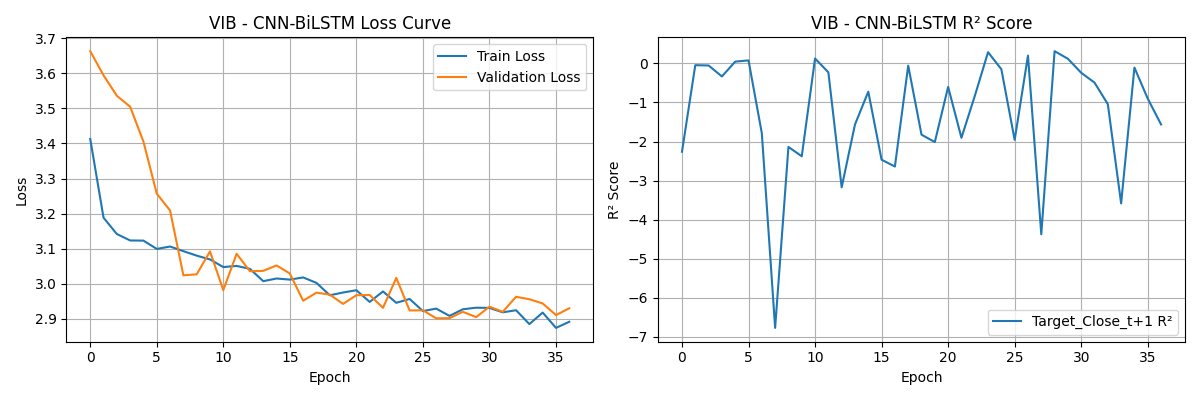 VIB - CNN-BiLSTM Loss Curve
3.7
3.6
3.5
3.4
3.3
3.2
3.1
3.0
2.9
Loss
Train Loss
Validation Loss
0 5 10 15 20 25 30 35
Epoch
VIB - CNN-BiLSTM R² Score
0
−1
−2
−3
−4
−5
−6
−7
R² Score
Target_Close_t+1 R²
0 5 10 15 20 25 30 35
Epoch